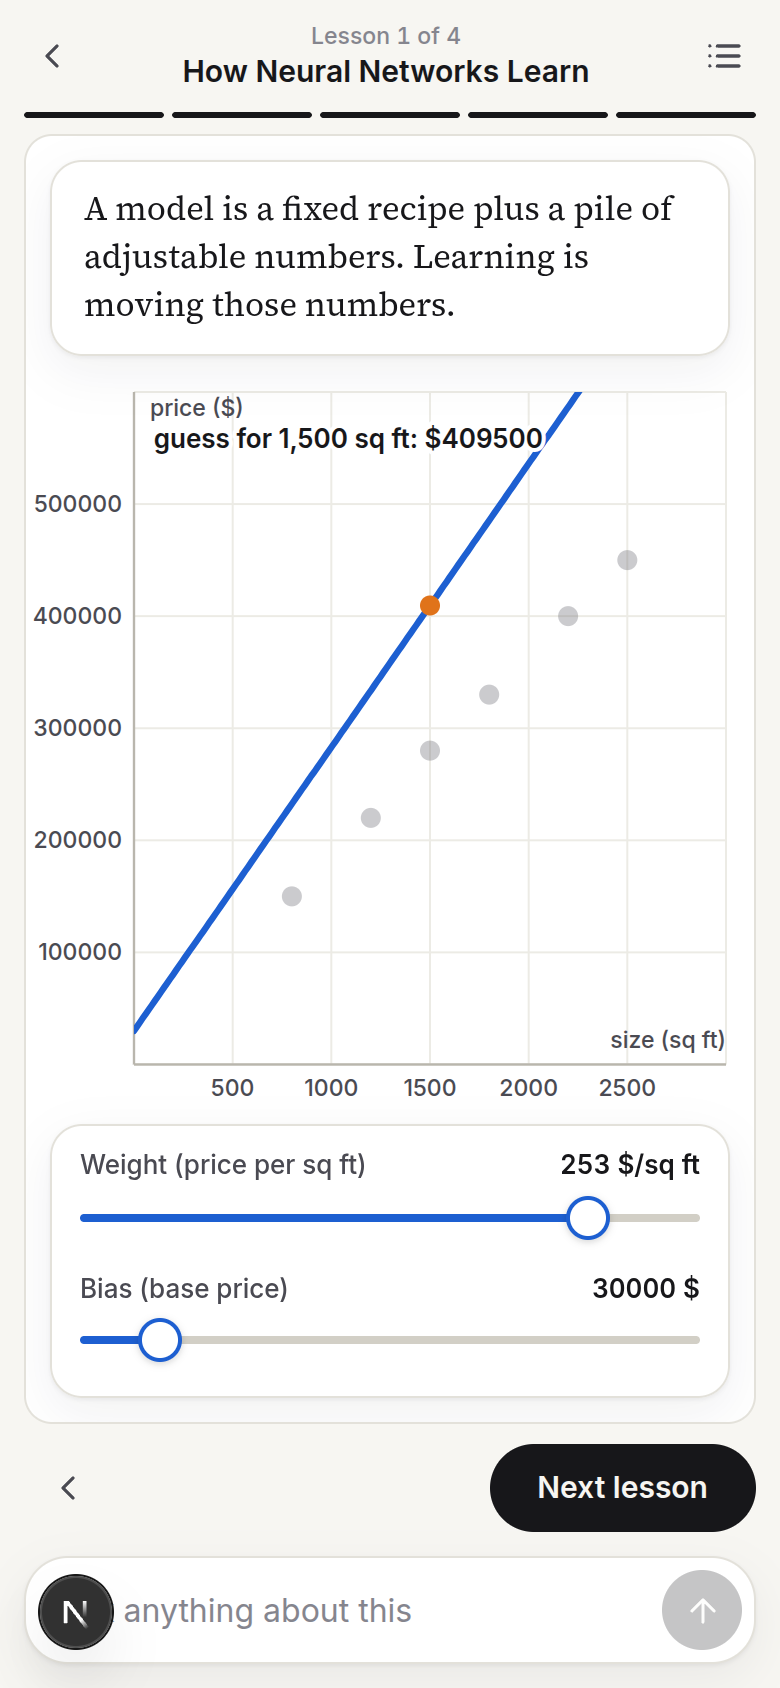 Lesson 1 of 4
How Neural Networks Learn
A model is a fixed recipe plus a pile of
adjustable numbers. Learning is
moving those numbers.
price ($)
guess for 1,500 sq ft: $409500
500000
400000
300000
200000
100000
size (sq ft)
500 1000 1500 2000 2500
Weight (price per sq ft) 253 $/sq ft
Bias (base price) 30000 $
Next lesson
N anything about this